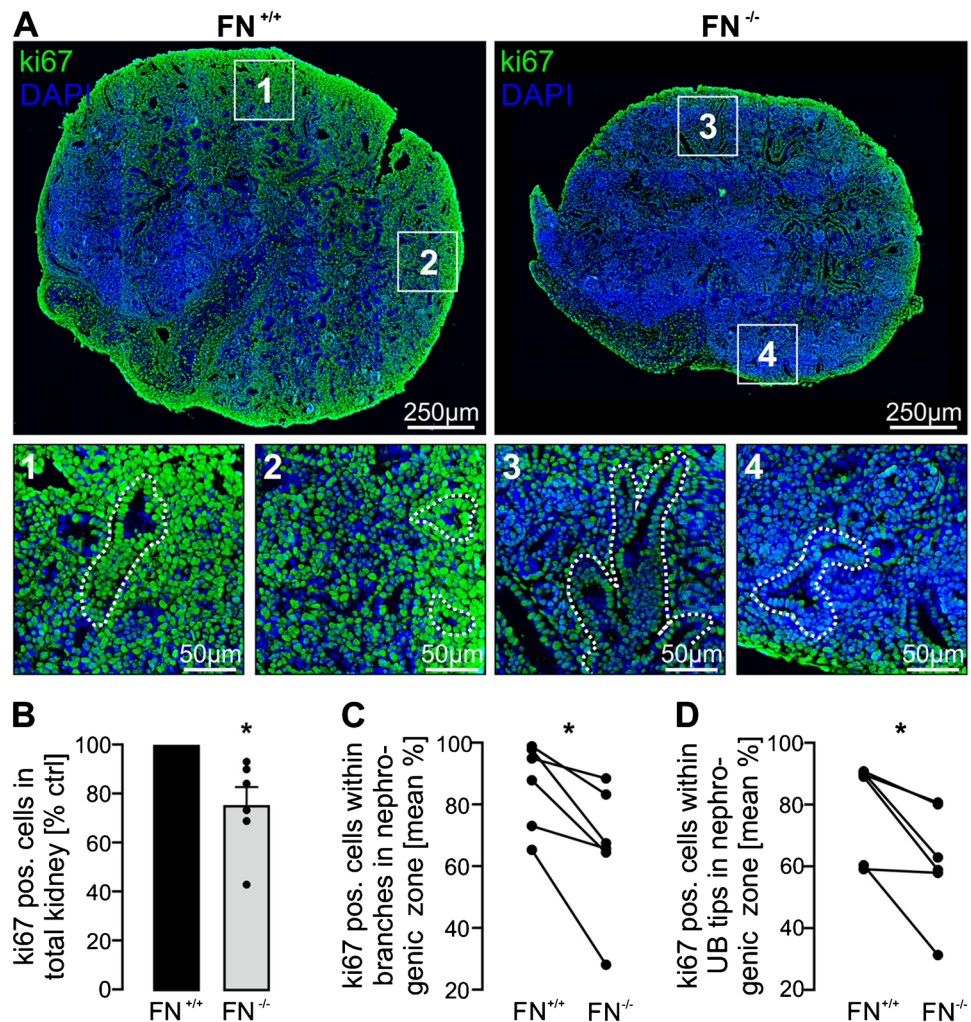 A
FN +/+
FN -/-
ki67
DAPI
1
2
250µm
ki67
DAPI
3
4
250µm
1
50µm
2
50µm
3
50µm
4
50µm
B
ki67 pos. cells in
total kidney [% ctrl]
100
80
60
40
20
0
*
FN +/+
FN -/-
C
ki67 pos. cells within
branches in nephro-
genic zone [mean %]
100
80
60
40
20
*
FN +/+
FN -/-
D
ki67 pos. cells within
UB tips in nephro-
genic zone [mean %]
100
80
60
40
20
*
FN +/+
FN -/-